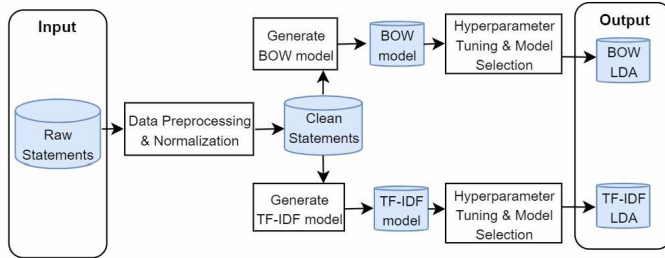 Input
Raw
Statements
Data Preprocessing
& Normalization
Clean
Statements
Generate
BOW model
BOW
model
Hyperparameter
Tuning & Model
Selection
Generate
TF-IDF model
TF-IDF
model
Hyperparameter
Tuning & Model
Selection
Output
BOW
LDA
TF-IDF
LDA